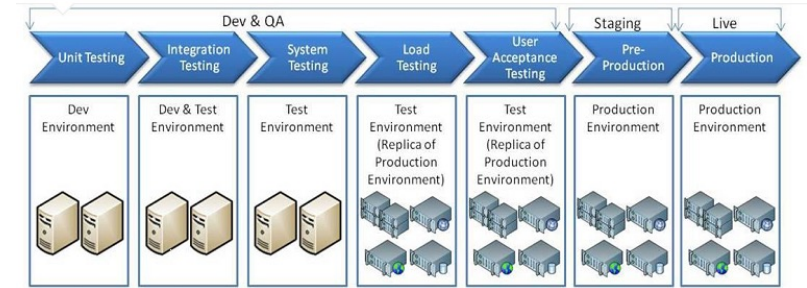 Dev & QA
Staging
Live
Unit Testing
Integration
Testing
System
Testing
Load
Testing
User
Acceptance
Testing
Pre-
Production
Production
Dev
Environment
Dev & Test
Environment
Test
Environment
Test
Environment
(Replica of
Production
Environment)
Test
Environment
(Replica of
Production
Environment)
Production
Environment
Production
Environment